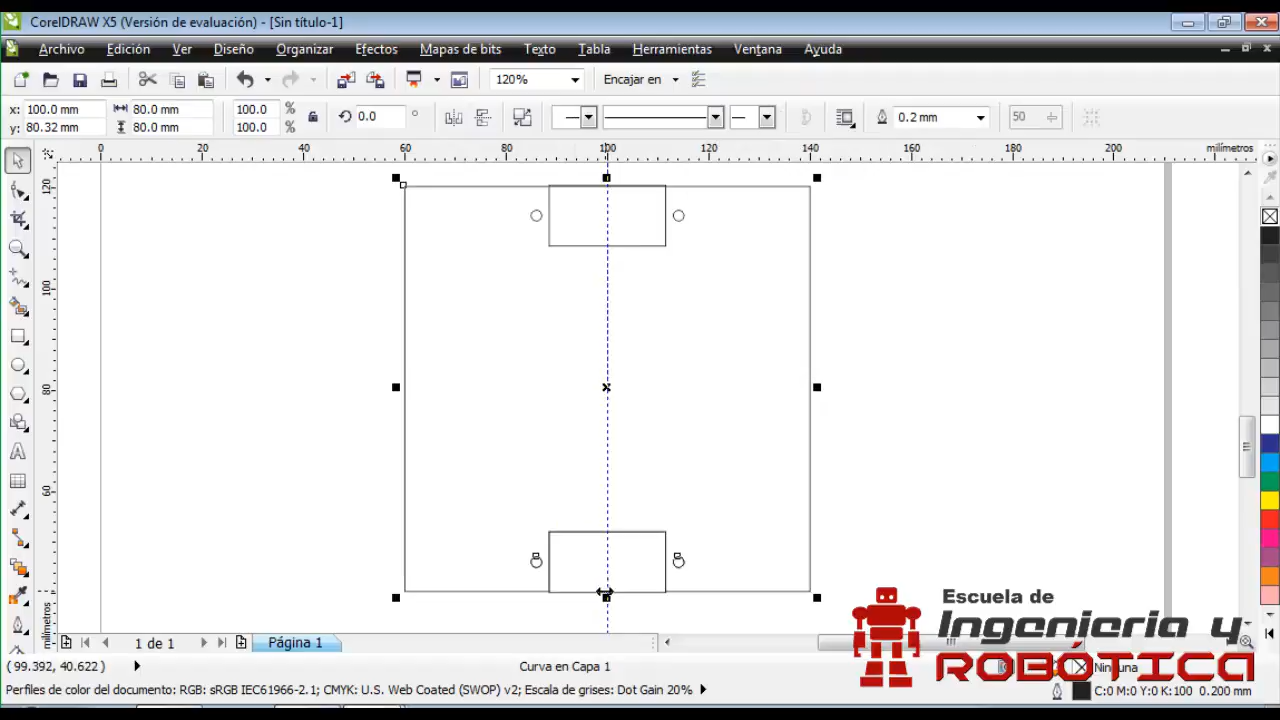 CorelDRAW X5 (Versión de evaluación) - [Sin título-1]
Archivo Edición Ver Diseño Organizar Efectos Mapas de bits Texto Tabla Herramientas Ventana Ayuda
120% Encajar en
x: 100.0 mm 80.0 mm 100.0 % 0.0 ° 0.2 mm 50
y: 80.32 mm 80.0 mm 100.0 %
0 20 40 60 80 100 120 140 160 180 200 milímetros
120
100
80
60
milímetros
1 de 1 Página 1
Escuela de
Ingenieria y
ROBÓTICA
(99.392, 40.622) Curva en Capa 1 Ninguna
Perfiles de color del documento: RGB: sRGB IEC61966-2.1; CMYK: U.S. Web Coated (SWOP) v2; Escala de grises: Dot Gain 20% C:0 M:0 Y:0 K:100 0.200 mm